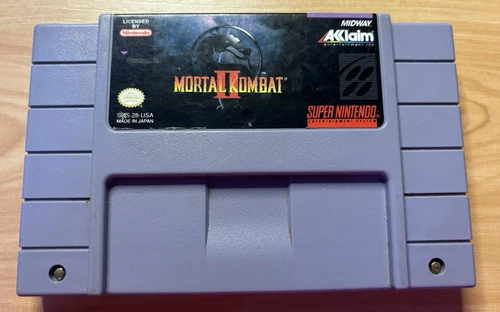 LICENSED
BY
Nintendo
MIDWAY
AKKlaim
entertainment, inc.
MORTAL KOMBAT
II
SNS-28-USA
MADE IN JAPAN
SUPER NINTENDO
ENTERTAINMENT SYSTEM